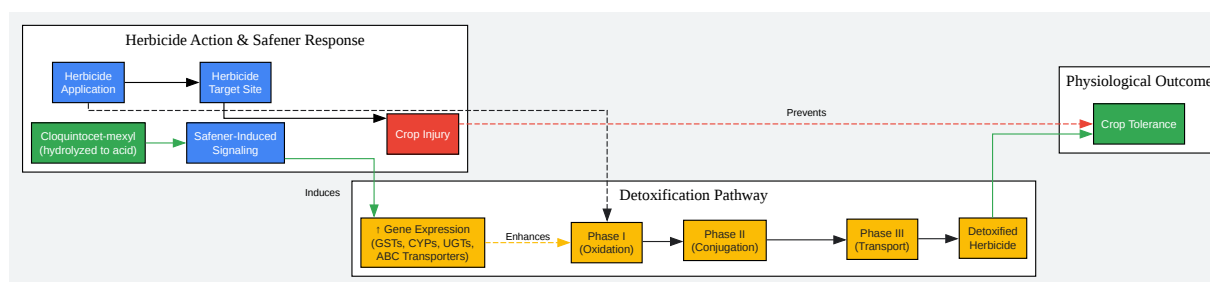 Herbicide Action & Safener Response
Herbicide
Application
Herbicide
Target Site
Cloquintocet-mexyl
(hydrolyzed to acid)
Safener-Induced
Signaling
Crop Injury
Prevents
Physiological Outcome
Crop Tolerance
Induces
Detoxification Pathway
↑ Gene Expression
(GSTs, CYPs, UGTs,
ABC Transporters)
Enhances
Phase I
(Oxidation)
Phase II
(Conjugation)
Phase III
(Transport)
Detoxified
Herbicide